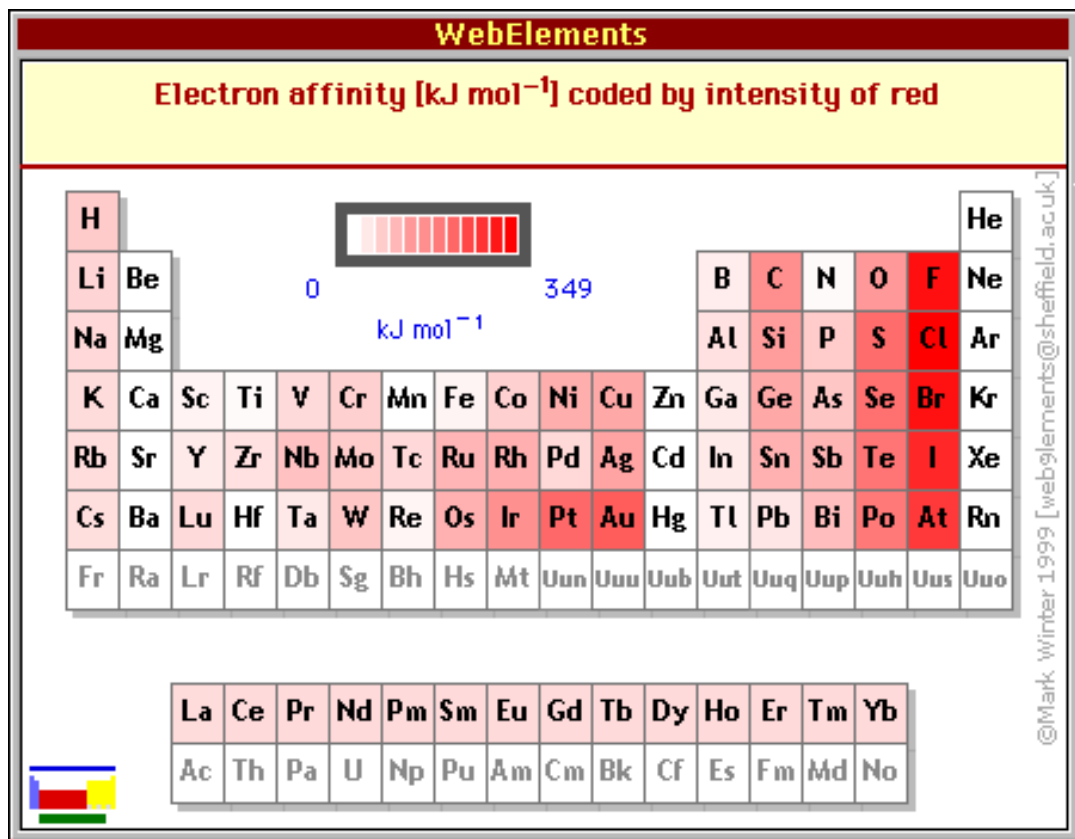 WebElements
Electron affinity [kJ mol⁻¹] coded by intensity of red
0 349
kJ mol⁻¹
H He
Li Be B C N O F Ne
Na Mg Al Si P S Cl Ar
K Ca Sc Ti V Cr Mn Fe Co Ni Cu Zn Ga Ge As Se Br Kr
Rb Sr Y Zr Nb Mo Tc Ru Rh Pd Ag Cd In Sn Sb Te I Xe
Cs Ba Lu Hf Ta W Re Os Ir Pt Au Hg Tl Pb Bi Po At Rn
Fr Ra Lr Rf Db Sg Bh Hs Mt Uun Uuu Uub Uut Uuq Uup Uuh Uus Uuo
La Ce Pr Nd Pm Sm Eu Gd Tb Dy Ho Er Tm Yb
Ac Th Pa U Np Pu Am Cm Bk Cf Es Fm Md No
©Mark Winter 1999 [web9lements@sheffield.ac.uk]